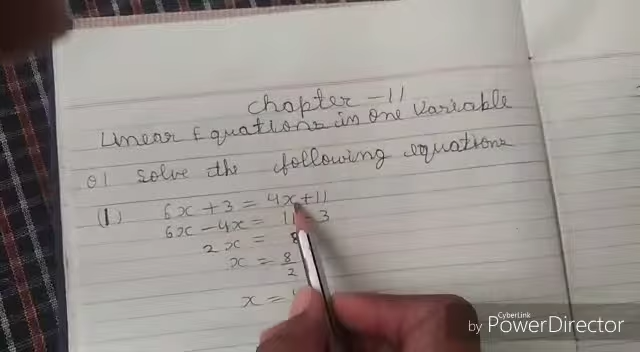 Chapter - 11
Linear Equations in one Variable
Q1 Solve the following equations
(1) 6x + 3 = 4x + 11
6x - 4x = 11 - 3
2x = 8
x = 8/2
x =
by CyberLink PowerDirector